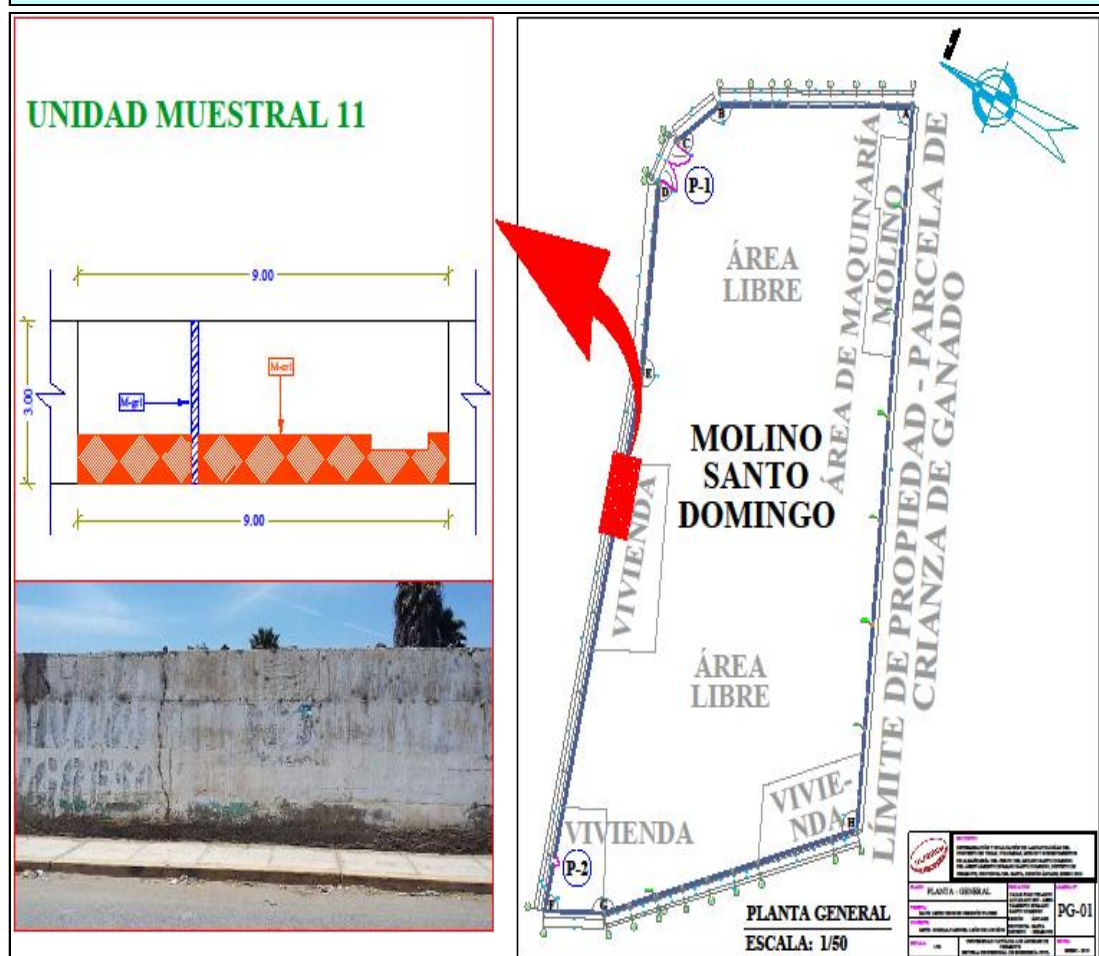 UNIDAD MUESTRAL 11
9.00
3.00
M-gr1
M-er1
9.00
B
A
C
D
P-1
ÁREA
LIBRE
ÁREA DE MAQUINARÍA
MOLINO
E
MOLINO
SANTO
DOMINGO
VIVIENDA
LÍMITE DE PROPIEDAD - PARCELA DE
CRIANZA DE GANADO
ÁREA
LIBRE
VIVIENDA
VIVIE-
NDA
H
P-2
F
G
PLANTA GENERAL
ESCALA: 1/50
PLANTA - GENERAL
PG-01